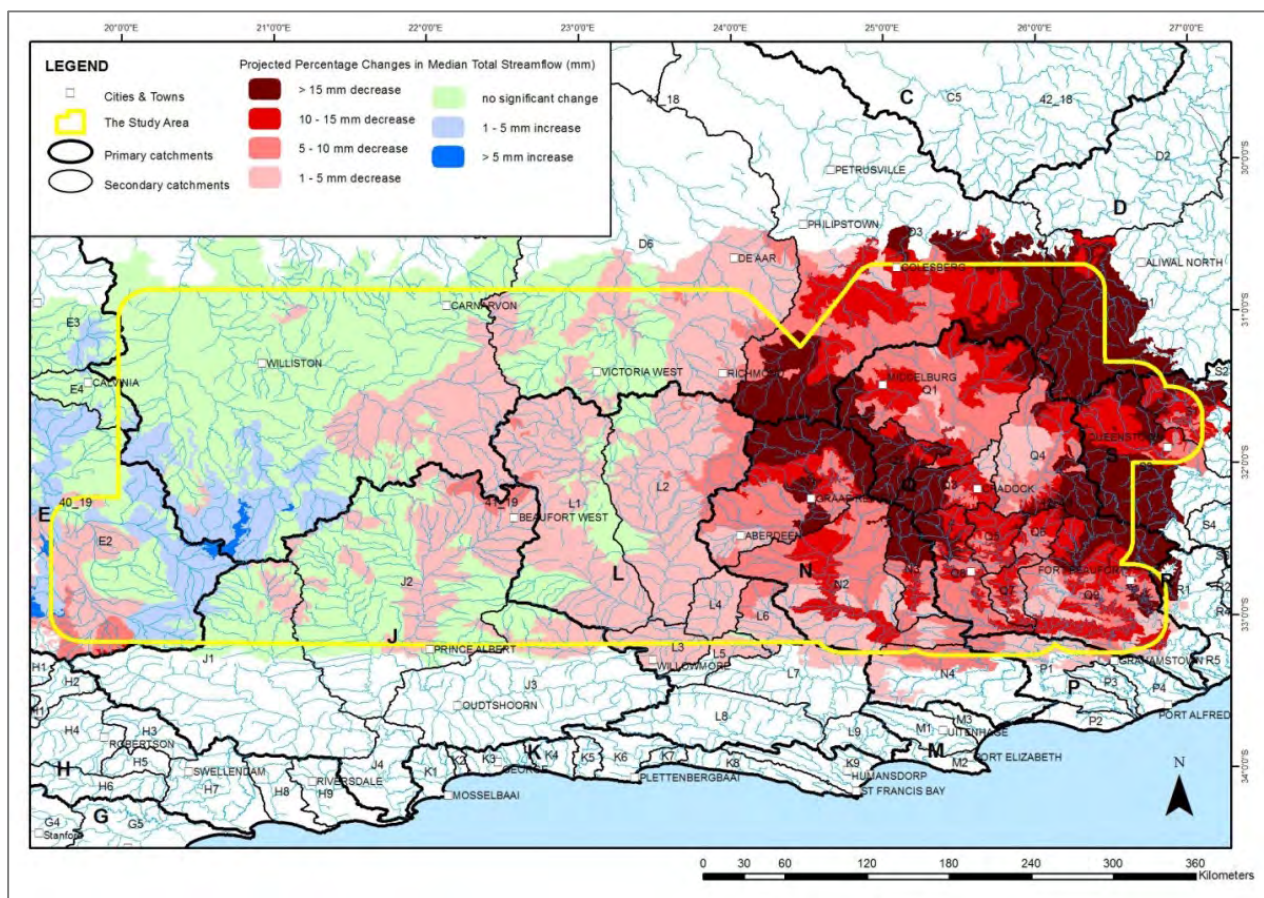 20°0'0"E 21°0'0"E 22°0'0"E 23°0'0"E 24°0'0"E 25°0'0"E 26°0'0"E 27°0'0"E
LEGEND
Cities & Towns
The Study Area
Primary catchments
Secondary catchments
Projected Percentage Changes in Median Total Streamflow (mm)
> 15 mm decrease
10 - 15 mm decrease
5 - 10 mm decrease
1 - 5 mm decrease
no significant change
1 - 5 mm increase
> 5 mm increase
C
C5
42_18
D2
30°0'0"S
PETRUSVILLE
D
PHILIPSTOWN
D6
D3
DE AAR
COLESBERG
ALIWAL NORTH
E3
CARNARVON
31°0'0"S
WILLISTON
VICTORIA WEST
RICHMOND
E4
CALVINIA
MIDDELBURG
Q1
Q4
S
32°0'0"S
40_19
E
E2
L1
L2
BEAUFORT WEST
CRADOCK
ABERDEEN
S4
J2
L
N
N2
Q7
R
R1
33°0'0"S
L4
L6
J
PRINCE ALBERT
L3
L5
WILLOWMORE
H1
J1
H2
L7
N4
P1
GRAHAMSTOWN
R5
P
P3
P4
J3
OUDTSHOORN
P2
PORT ALFRED
H4
H3
ROBERTSON
H5
L8
L9
M1
M3
UITENHAGE
M
M2
PORT ELIZABETH
H
H6
SWELLENDAM
H7
H8
RIVERSDALE
H9
J4
K1
K2
K3
GEORGE
K4
K
K5
K6
K7
K8
K9
HUMANSDORP
ST FRANCIS BAY
PLETTENBERGBAAI
MOSSELBAAI
34°0'0"S
G
G4
G5
Stanford
N
0 30 60 120 180 240 300 360
Kilometers